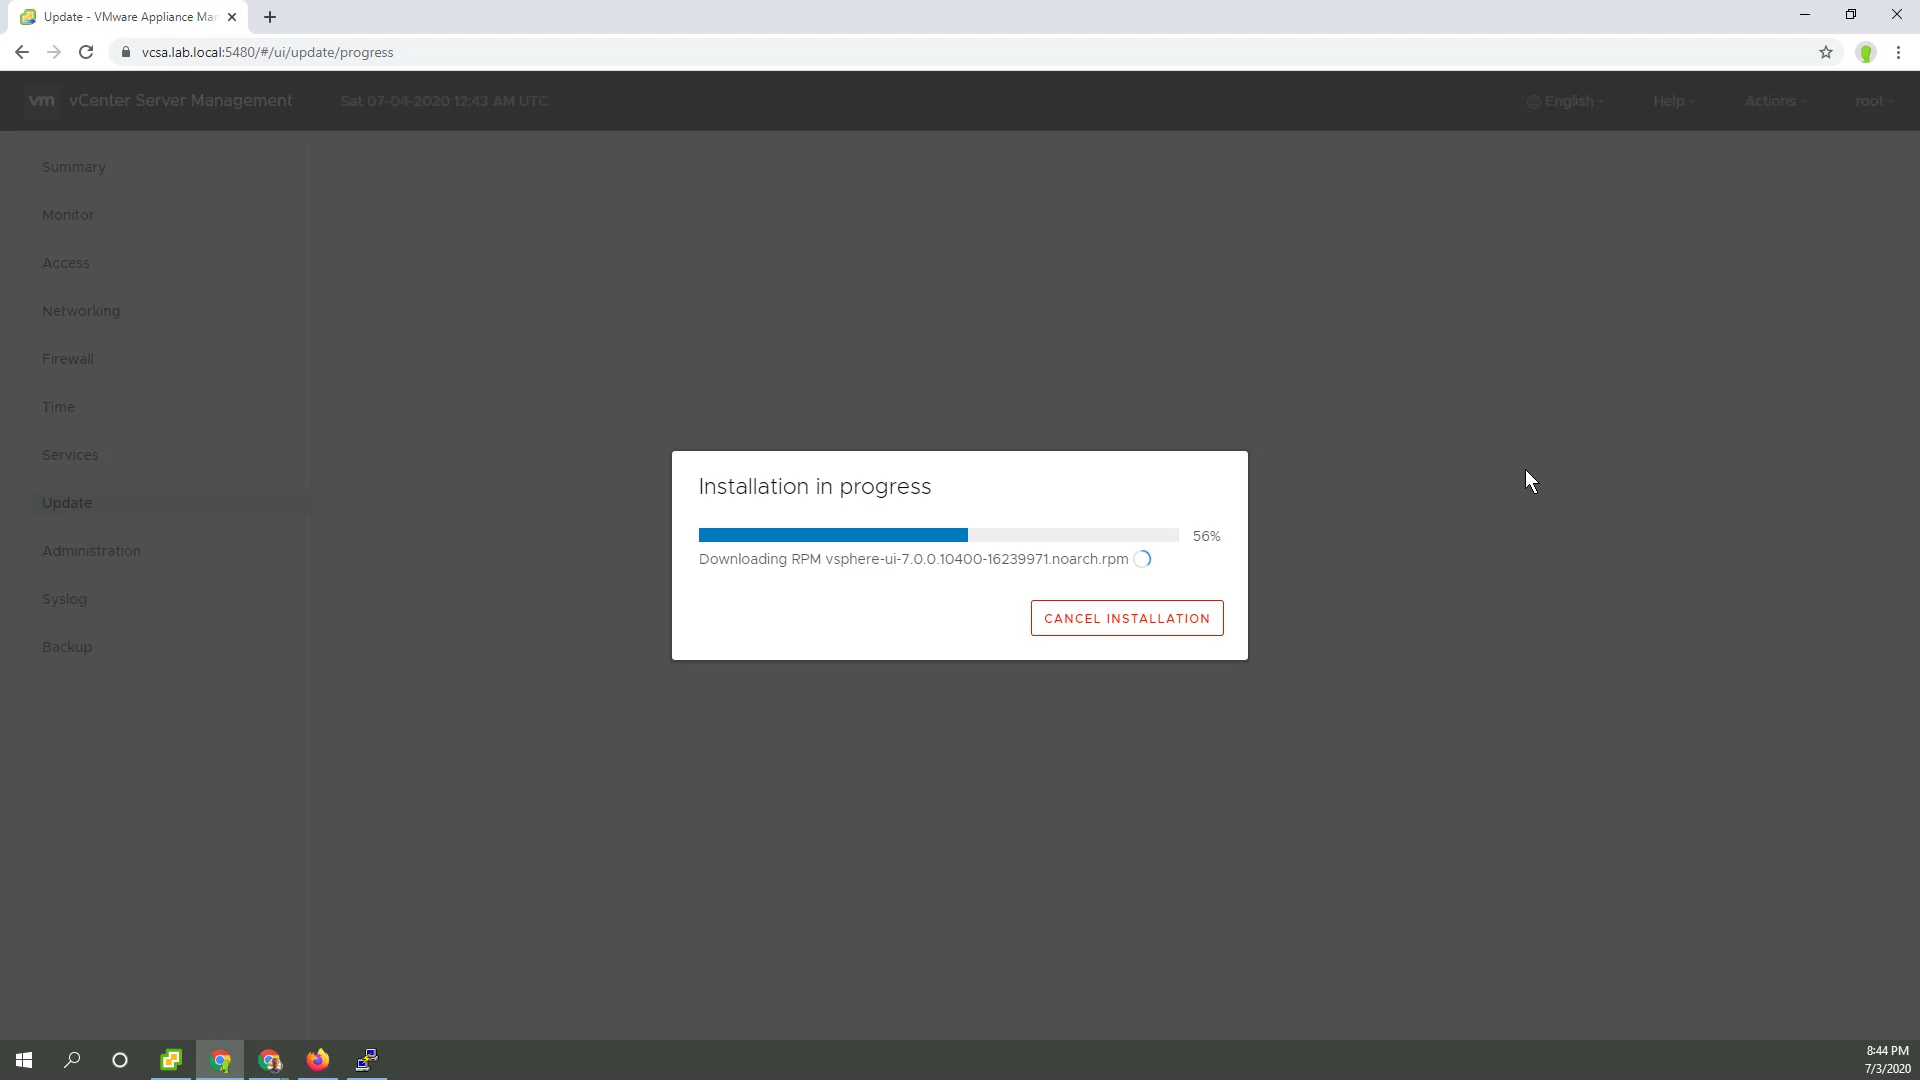 Update - VMware Appliance Man
vcsa.lab.local:5480/#/ui/update/progress
vm vCenter Server Management Sat 07-04-2020 12:43 AM UTC English Help Actions root
Summary
Monitor
Access
Networking
Firewall
Time
Services
Update
Administration
Syslog
Backup
Installation in progress
56%
Downloading RPM vsphere-ui-7.0.0.10400-16239971.noarch.rpm
CANCEL INSTALLATION
8:44 PM
7/3/2020